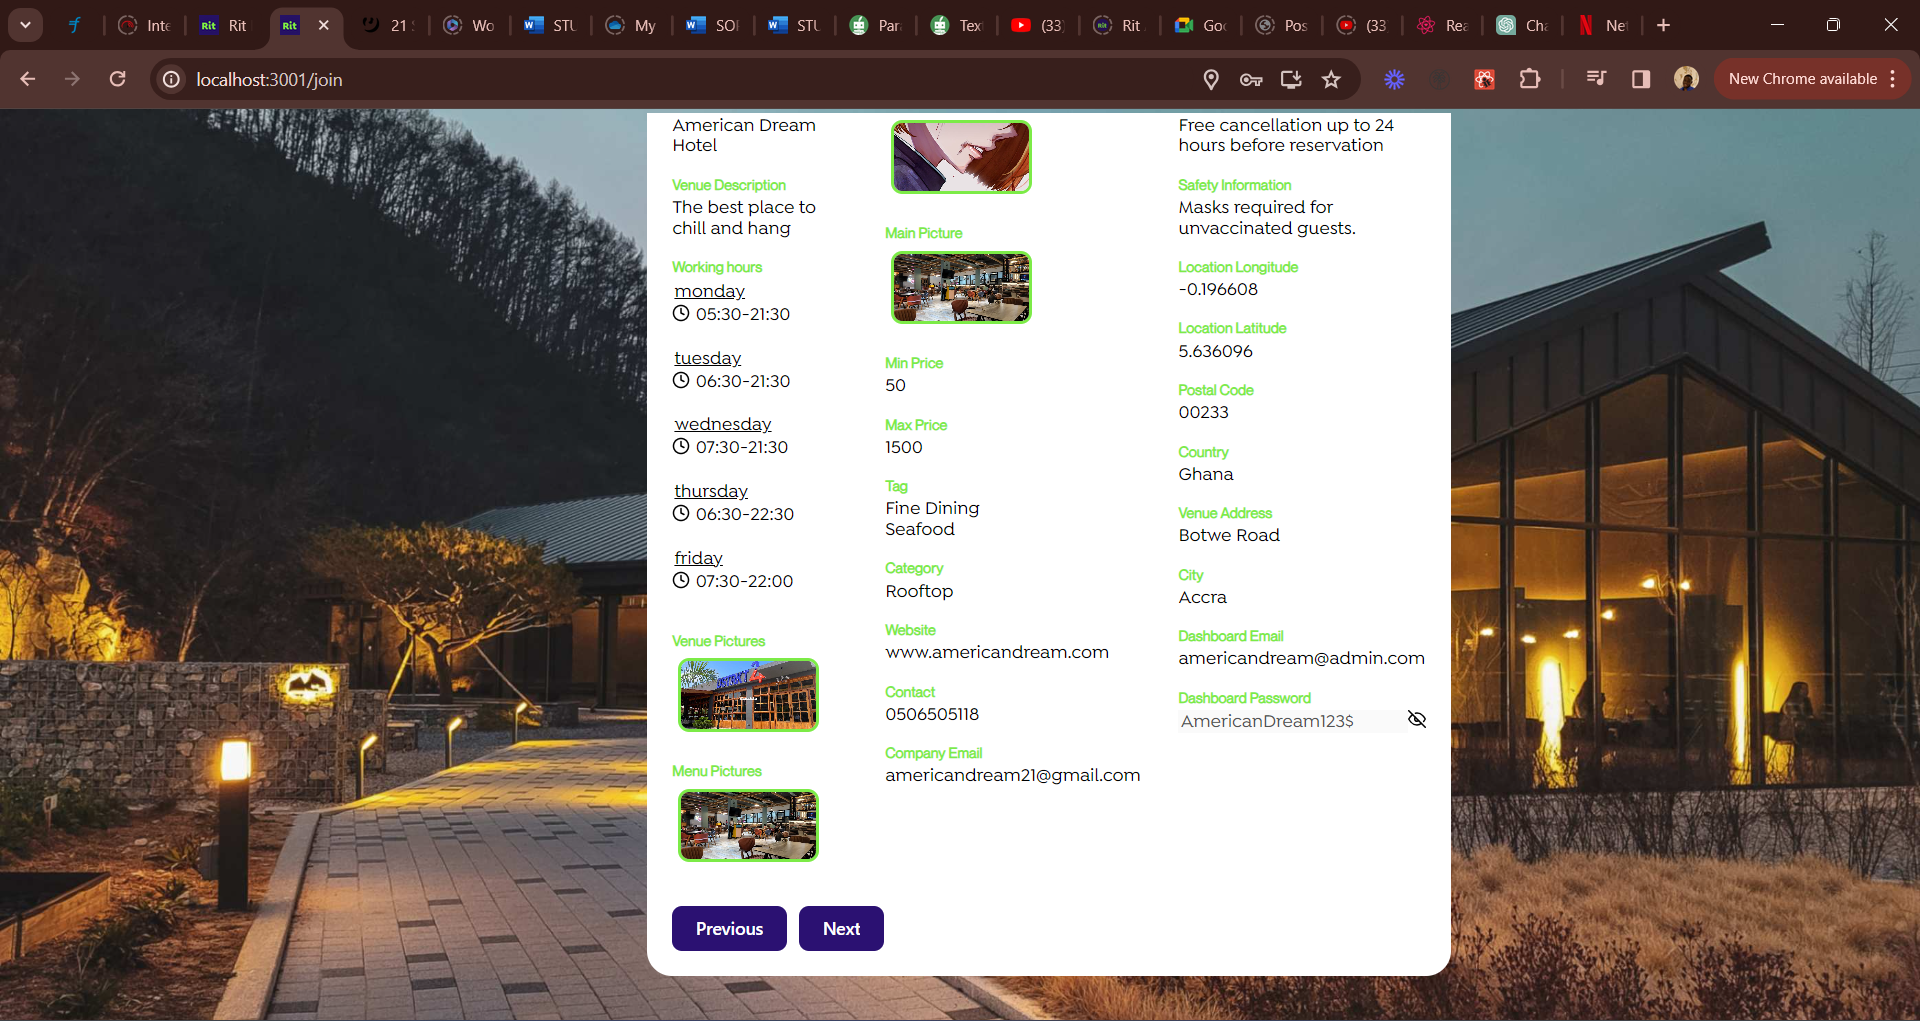 Inte
Rit
Rit
21
Wo
STU
My
SOF
STU
Par
Tex
(33
Rit
Goo
Pos
(33
Rea
Cha
Net
localhost:3001/join
New Chrome available
American Dream
Hotel
Venue Description
The best place to
chill and hang
Working hours
monday
05:30-21:30
tuesday
06:30-21:30
wednesday
07:30-21:30
thursday
06:30-22:30
friday
07:30-22:00
Venue Pictures
Menu Pictures
Main Picture
Min Price
50
Max Price
1500
Tag
Fine Dining
Seafood
Category
Rooftop
Website
www.americandream.com
Contact
0506505118
Company Email
americandream21@gmail.com
Free cancellation up to 24
hours before reservation
Safety Information
Masks required for
unvaccinated guests.
Location Longitude
-0.196608
Location Latitude
5.636096
Postal Code
00233
Country
Ghana
Venue Address
Botwe Road
City
Accra
Dashboard Email
americandream@admin.com
Dashboard Password
AmericanDream123$
Previous
Next